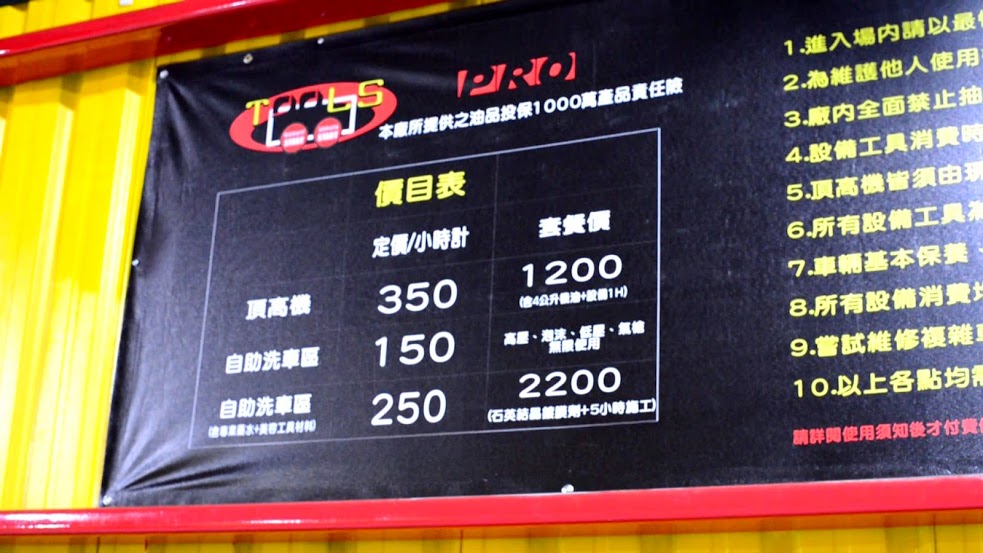 TOOLS
PRO
本廠所提供之油品投保1000萬產品責任險
價目表
定價/小時計
套餐價
頂高機
350
1200
(含4公升機油+設備1H)
自助洗車區
150
高壓、泡沫、低壓、氣槍
無限使用
自助洗車區
250
2200
(石英結晶鍍膜劑+5小時施工)
1.進入場內請以最
2.為維護他人使用
3.廠內全面禁止抽
4.設備工具消費時
5.頂高機皆須由現
6.所有設備工具
7.車輛基本保養、
8.所有設備消費
9.嘗試維修複雜
10.以上各點均
請詳閱使用須知後才付費